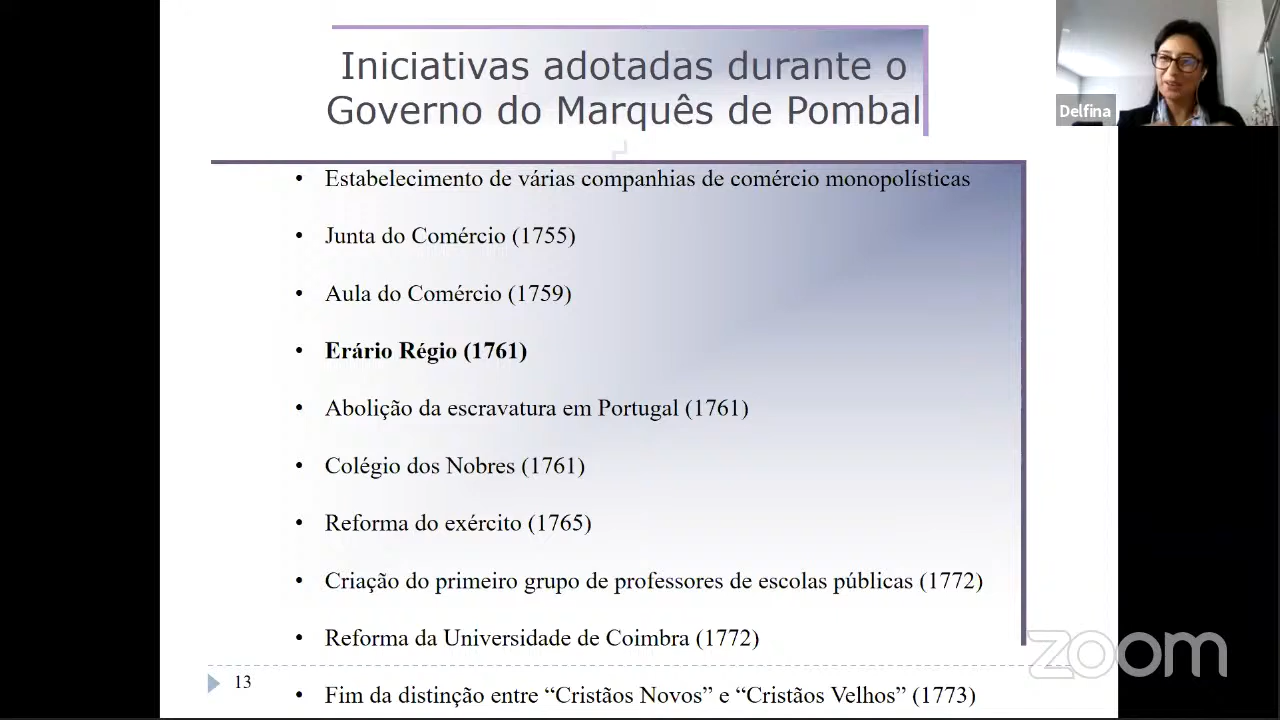 Iniciativas adotadas durante o
Governo do Marquês de Pombal
Delfina
• Estabelecimento de várias companhias de comércio monopolísticas
• Junta do Comércio (1755)
• Aula do Comércio (1759)
• Erário Régio (1761)
• Abolição da escravatura em Portugal (1761)
• Colégio dos Nobres (1761)
• Reforma do exército (1765)
• Criação do primeiro grupo de professores de escolas públicas (1772)
• Reforma da Universidade de Coimbra (1772)
• Fim da distinção entre “Cristãos Novos” e “Cristãos Velhos” (1773)
13
zoom